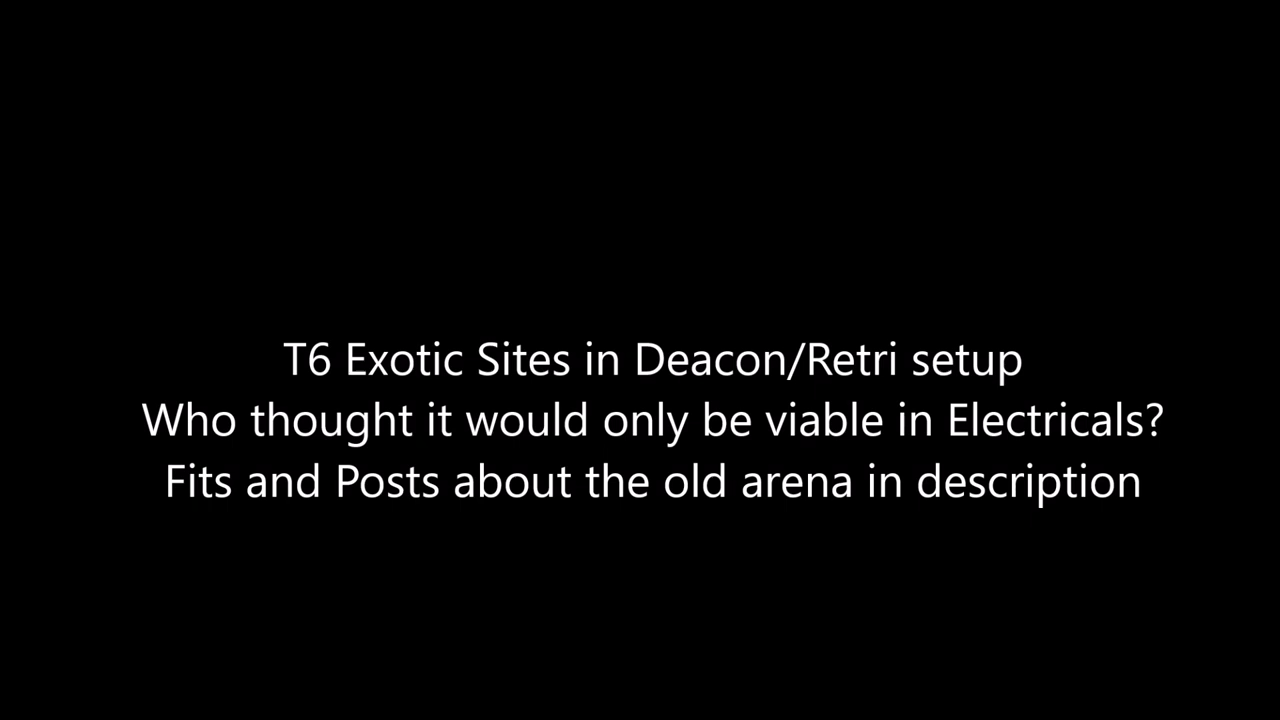 T6 Exotic Sites in Deacon/Retri setup
Who thought it would only be viable in Electricals?
Fits and Posts about the old arena in description